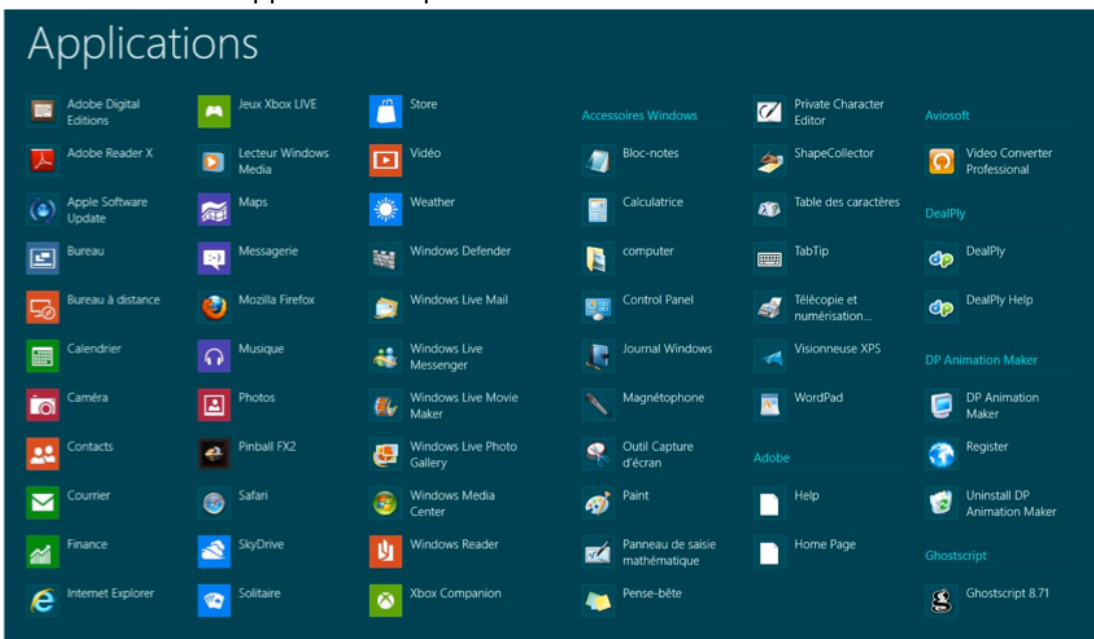 Applications
Adobe Digital
Editions
Adobe Reader X
Apple Software
Update
Bureau
Bureau à distance
Calendrier
Caméra
Contacts
Courrier
Finance
Internet Explorer
Jeux Xbox LIVE
Lecteur Windows
Media
Maps
Messagerie
Mozilla Firefox
Musique
Photos
Pinball FX2
Safari
SkyDrive
Solitaire
Store
Vidéo
Weather
Windows Defender
Windows Live Mail
Windows Live
Messenger
Windows Live Movie
Maker
Windows Live Photo
Gallery
Windows Media
Center
Windows Reader
Xbox Companion
Accessoires Windows
Bloc-notes
Calculatrice
computer
Control Panel
Journal Windows
Magnétophone
Outil Capture
d'écran
Paint
Panneau de saisie
mathématique
Pense-bête
Private Character
Editor
ShapeCollector
Table des caractères
TabTip
Télécopie et
numérisation...
Visionneuse XPS
WordPad
Adobe
Help
Home Page
Aviosoft
Video Converter
Professional
DealPly
DealPly
DealPly Help
DP Animation Maker
DP Animation
Maker
Register
Uninstall DP
Animation Maker
Ghostscript
Ghostscript 8.71